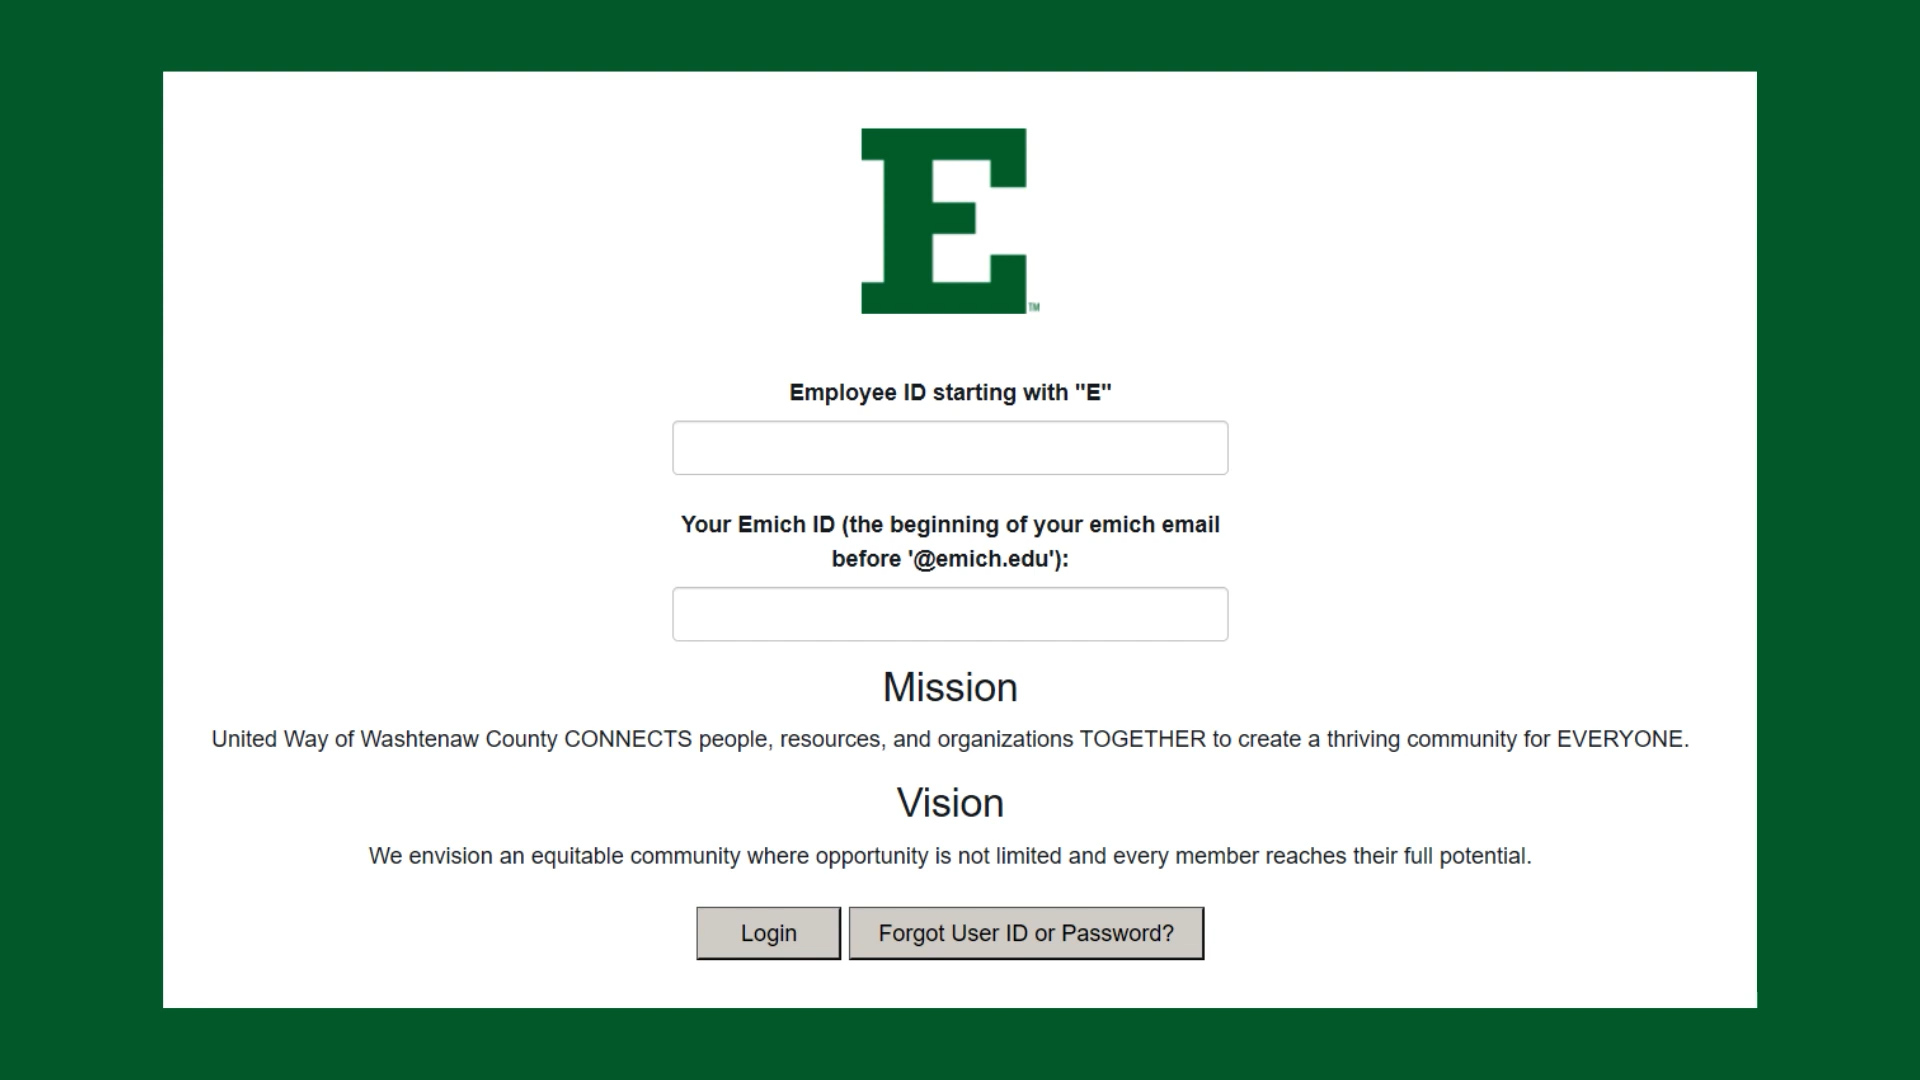 E
TM
Employee ID starting with "E"
Your Emich ID (the beginning of your emich email
before '@emich.edu'):
Mission
United Way of Washtenaw County CONNECTS people, resources, and organizations TOGETHER to create a thriving community for EVERYONE.
Vision
We envision an equitable community where opportunity is not limited and every member reaches their full potential.
Login
Forgot User ID or Password?